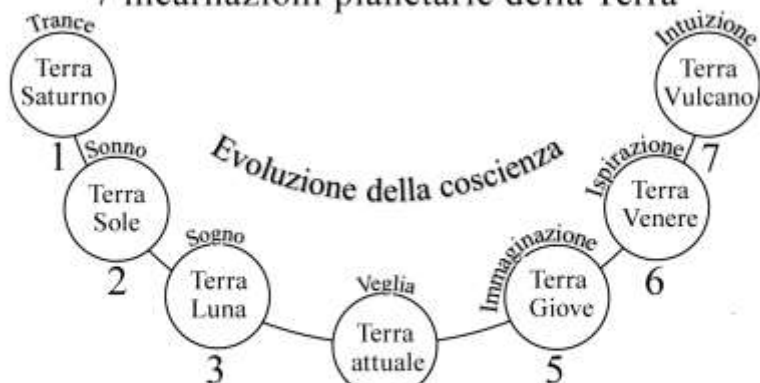 7 incarnazioni planetarie della Terra
Trance
Terra
Saturno
1
Sonno
Terra
Sole
2
Sogno
Terra
Luna
3
Veglia
Terra
attuale
Evoluzione della coscienza
Immaginazione
Terra
Giove
5
Ispirazione
Terra
Venere
6
Intuizione
Terra
Vulcano
7